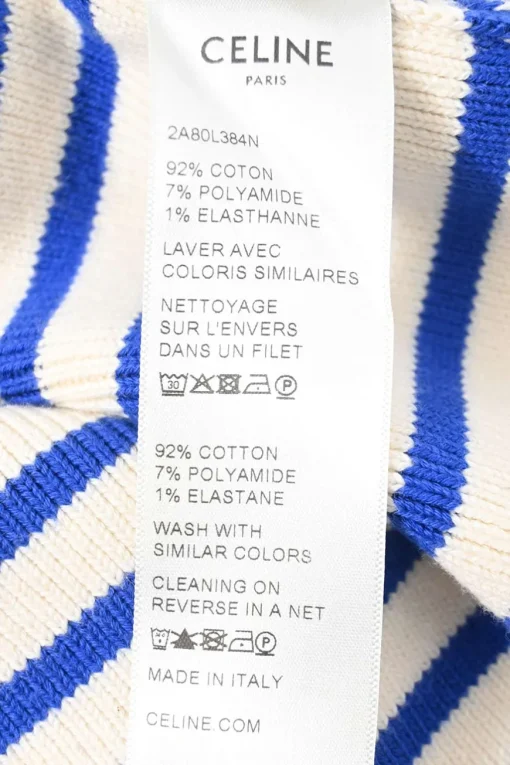 CELINE
PARIS
2A80L384N
92% COTON
7% POLYAMIDE
1% ELASTHANNE
LAVER AVEC
COLORIS SIMILAIRES
NETTOYAGE
SUR L'ENVERS
DANS UN FILET
30 P
92% COTTON
7% POLYAMIDE
1% ELASTANE
WASH WITH
SIMILAR COLORS
CLEANING ON
REVERSE IN A NET
P
MADE IN ITALY
CELINE.COM